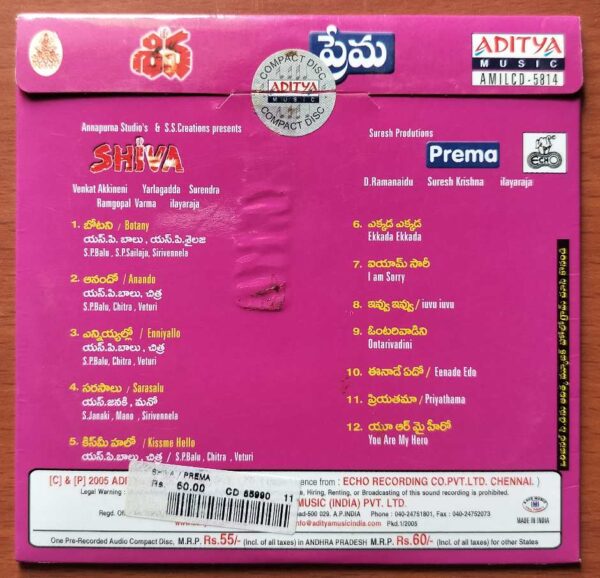 శివ
ప్రేమ
ADITYA
MUSIC
AMILCD-5814
COMPACT DISC
ADITYA
MUSIC
COMPACT DISC
Annapurna Studio's & S.S.Creations presents
SHIVA
Venkat Akkineni Yarlagadda Surendra
Ramgopal Varma ilayaraja
1. బోటని / Botany
యస్.పి. బాలు , యస్.పి.శైలజ
S.P.Balu , S.P.Sailaja, Sirivennela
2. ఆనందో / Anando
యస్.పి.బాలు, చిత్ర
S.P.Balu, Chitra , Veturi
3. ఎన్నియ్యల్లో / Enniyallo
యస్.పి.బాలు , చిత్ర
S.P.Balu, Chitra , Veturi
4. సరసాలు / Sarasalu
యస్.జనకి , మనో
S.Janaki , Mano , Sirivennela
5. కిస్‌మీ హలో / Kissme Hello
యస్.పి.బాలు , చిత్ర / S.P.Balu , Chitra , Veturi
Suresh Produtions
Prema
ECHO
D.Ramanaidu Suresh Krishna ilayaraja
6. ఎక్కడ ఎక్కడ
Ekkada Ekkada
7. ఐయామ్ సారీ
I am Sorry
8. ఇవ్వు ఇవ్వు / iuvu iuvu
9. ఓంటరివాడిని
Ontarivadini
10. ఈనాడే ఏదో / Eenade Edo
11. ప్రియతమా / Priyathama
12. యూ ఆర్ మై హీరో
You Are My Hero
[C] & [P] 2005 ADI
ence from : ECHO RECORDING CO.PVT.LTD. CHENNAI. )
Legal Warning :
Hiring, Renting, or Broadcasting of this sound recording is prohibited.
MUSIC (INDIA) PVT. LTD.
Regd. Of
bad-500 029. A.P.INDIA Phone : 040-24751801, Fax : 040-24752073
info@adityamusicindia.com Pkd.1/2005
MADE IN INDIA
SHIVA / PREMA
Rs. 60.00 CD 65990 11
One Pre-Recorded Audio Compact Disc, M.R.P. Rs.55/- (Incl. of all taxes) in ANDHRA PRADESH M.R.P. Rs.60/- (Incl. of all taxes) for other States